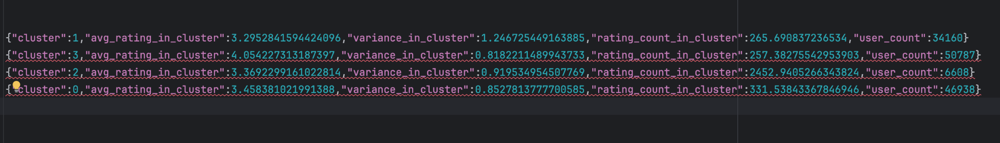 {"cluster":1,"avg_rating_in_cluster":3.2952841594424096,"variance_in_cluster":1.246725449163885,"rating_count_in_cluster":265.690837236534,"user_count":34160}
{"cluster":3,"avg_rating_in_cluster":4.054227313187397,"variance_in_cluster":0.8182211489943733,"rating_count_in_cluster":257.38275542953903,"user_count":50787}
{"cluster":2,"avg_rating_in_cluster":3.3692299161022814,"variance_in_cluster":0.919534954507769,"rating_count_in_cluster":2452.9405266343824,"user_count":6608}
{"cluster":0,"avg_rating_in_cluster":3.458381021991388,"variance_in_cluster":0.8527813777700585,"rating_count_in_cluster":331.53843367846946,"user_count":46938}